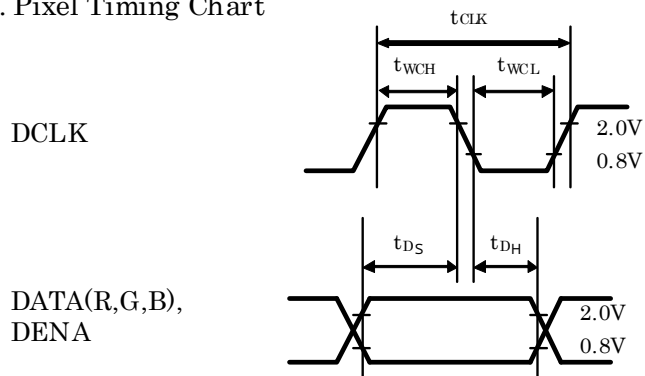 . Pixel Timing Chart
tCLK
tWCH
tWCL
DCLK
2.0V
0.8V
tDS
tDH
DATA(R,G,B),
DENA
2.0V
0.8V